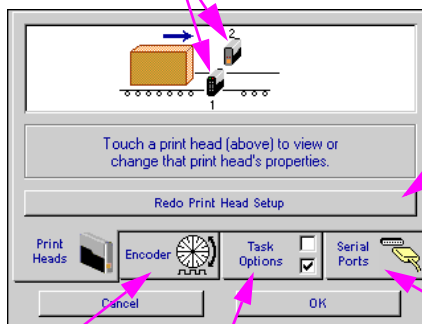 2
1
Touch a print head (above) to view or
change that print head's properties.
Redo Print Head Setup
Print
Heads
Encoder
Task
Options
Serial
Ports
Cancel
OK